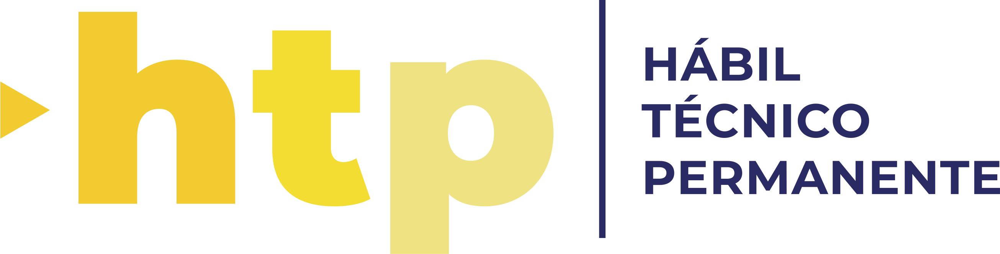 htp
HÁBIL
TÉCNICO
PERMANENTE